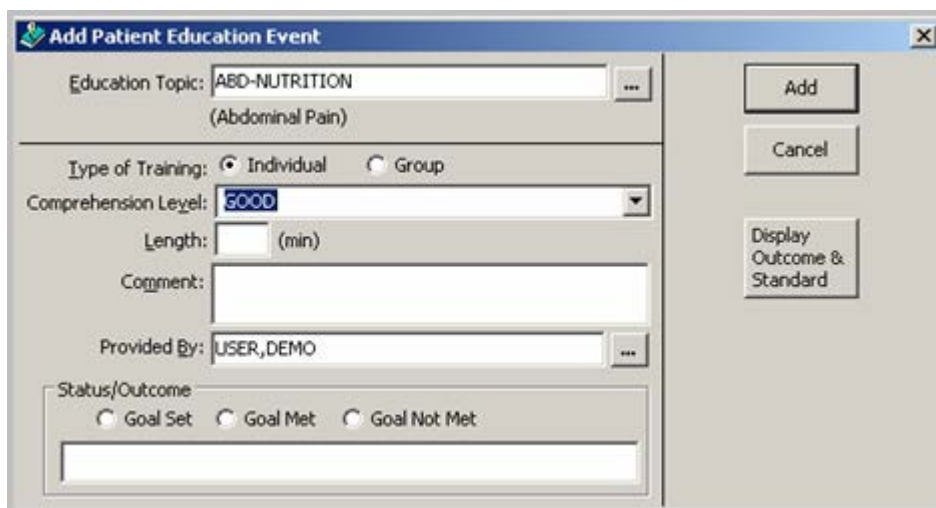 Add Patient Education Event
Education Topic: ABD-NUTRITION ...
(Abdominal Pain)
Type of Training: Individual Group
Comprehension Level: GOOD
Length: (min)
Comment:
Provided By: USER,DEMO ...
Status/Outcome
Goal Set Goal Met Goal Not Met
Add
Cancel
Display
Outcome &
Standard